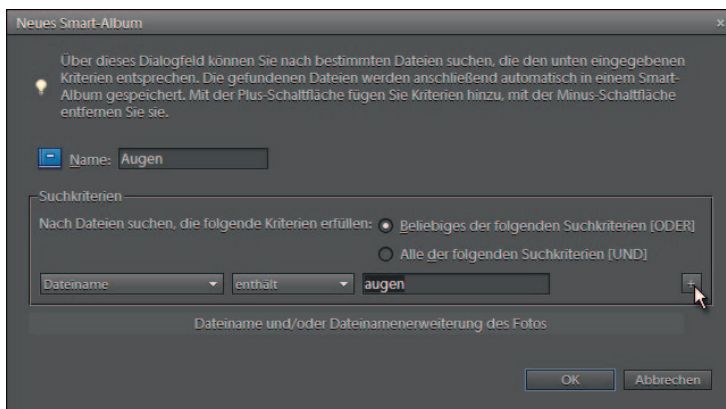 Neues Smart-Album
x
Über dieses Dialogfeld können Sie nach bestimmten Dateien suchen, die den unten eingegebenen
Kriterien entsprechen. Die gefundenen Dateien werden anschließend automatisch in einem Smart-
Album gespeichert. Mit der Plus-Schaltfläche fügen Sie Kriterien hinzu, mit der Minus-Schaltfläche
entfernen Sie sie.
Name: Augen
Suchkriterien
Nach Dateien suchen, die folgende Kriterien erfüllen: Beliebiges der folgenden Suchkriterien [ODER]
Alle der folgenden Suchkriterien [UND]
Dateiname enthält augen +
Dateiname und/oder Dateinamenerweiterung des Fotos
OK Abbrechen